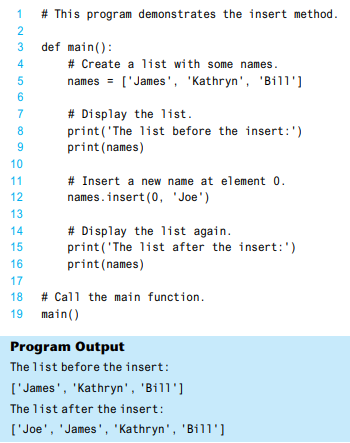 1 # This program demonstrates the insert method.
2
3 def main():
4     # Create a list with some names.
5     names = ['James', 'Kathryn', 'Bill']
6
7     # Display the list.
8     print('The list before the insert:')
9     print(names)
10
11     # Insert a new name at element 0.
12     names.insert(0, 'Joe')
13
14     # Display the list again.
15     print('The list after the insert:')
16     print(names)
17
18 # Call the main function.
19 main()
Program Output
The list before the insert:
['James', 'Kathryn', 'Bill']
The list after the insert:
['Joe', 'James', 'Kathryn', 'Bill']